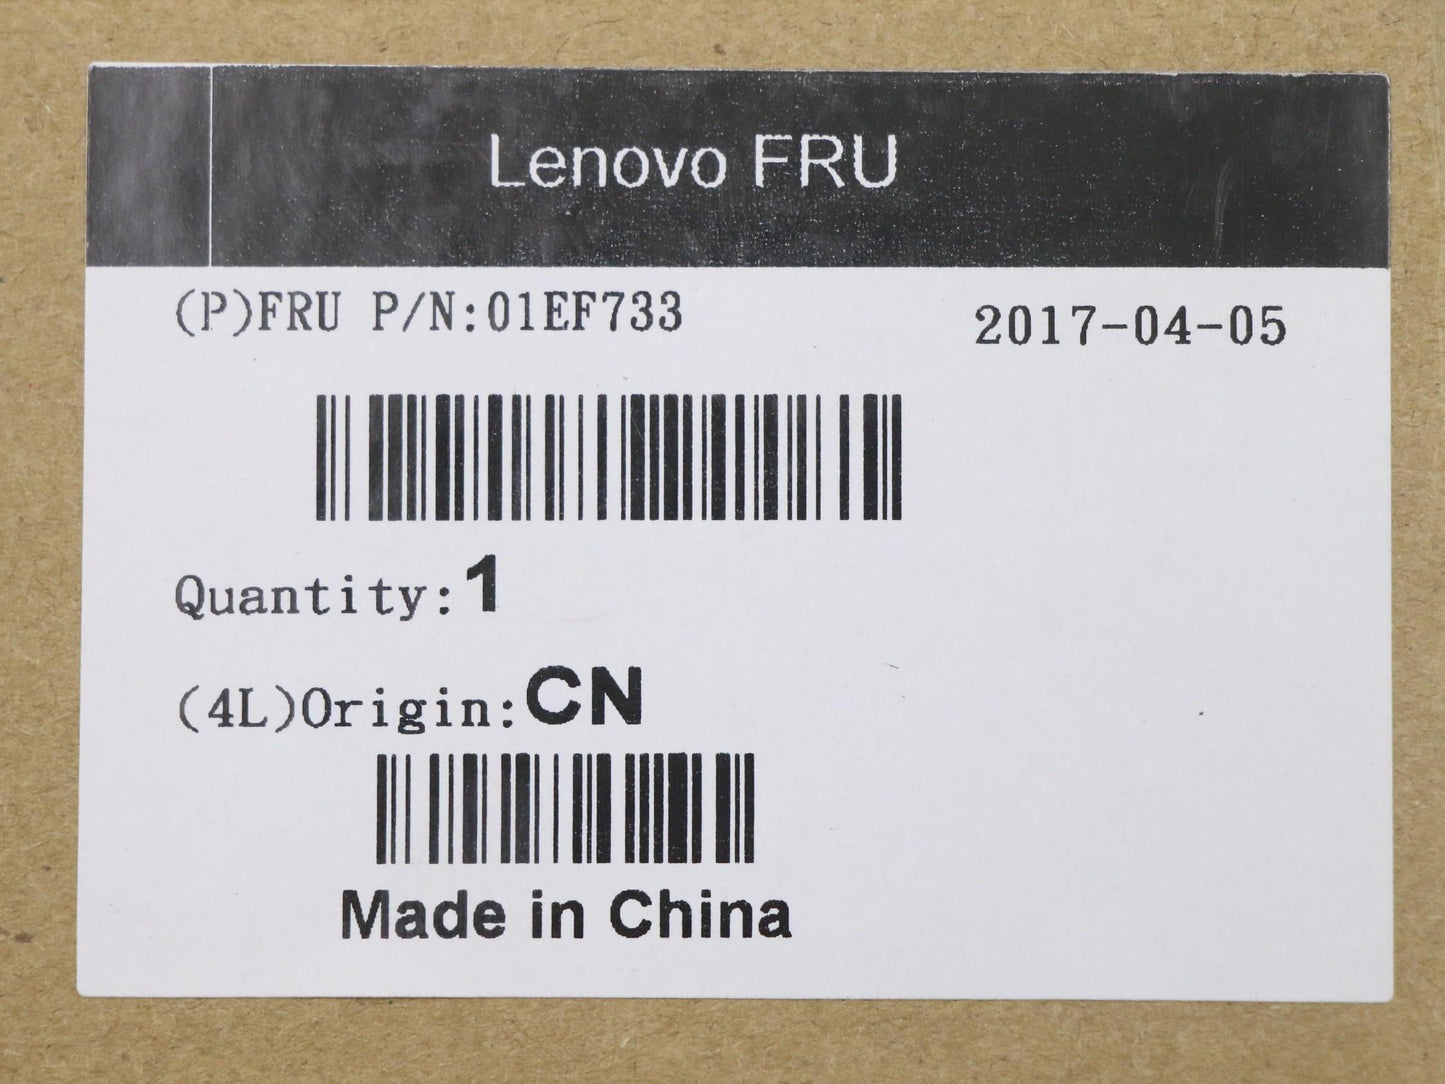 Lenovo FRU
(P)FRU P/N:01EF733
2017-04-05
Quantity:1
(4L)Origin:CN
Made in China